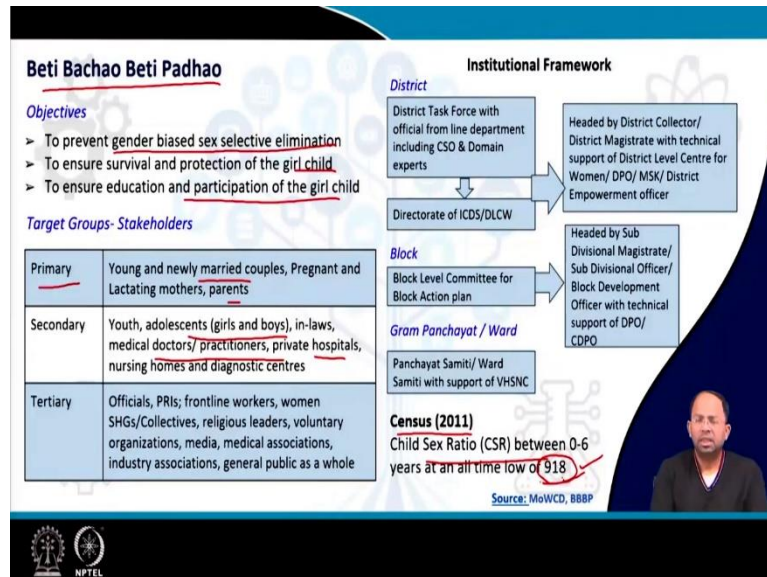 Beti Bachao Beti Padhao
Objectives
➢ To prevent gender biased sex selective elimination
➢ To ensure survival and protection of the girl child
➢ To ensure education and participation of the girl child
Target Groups- Stakeholders
Primary
Young and newly married couples, Pregnant and
Lactating mothers, parents
Secondary
Youth, adolescents (girls and boys), in-laws,
medical doctors/ practitioners, private hospitals,
nursing homes and diagnostic centres
Tertiary
Officials, PRIs; frontline workers, women
SHGs/Collectives, religious leaders, voluntary
organizations, media, medical associations,
industry associations, general public as a whole
Institutional Framework
District
District Task Force with
official from line department
including CSO & Domain
experts
Directorate of ICDS/DLCW
Headed by District Collector/
District Magistrate with technical
support of District Level Centre for
Women/ DPO/ MSK/ District
Empowerment officer
Block
Block Level Committee for
Block Action plan
Headed by Sub
Divisional Magistrate/
Sub Divisional Officer/
Block Development
Officer with technical
support of DPO/
CDPO
Gram Panchayat / Ward
Panchayat Samiti/ Ward
Samiti with support of VHSNC
Census (2011)
Child Sex Ratio (CSR) between 0-6
years at an all time low of 918
Source: MoWCD, BBBP
NPTEL